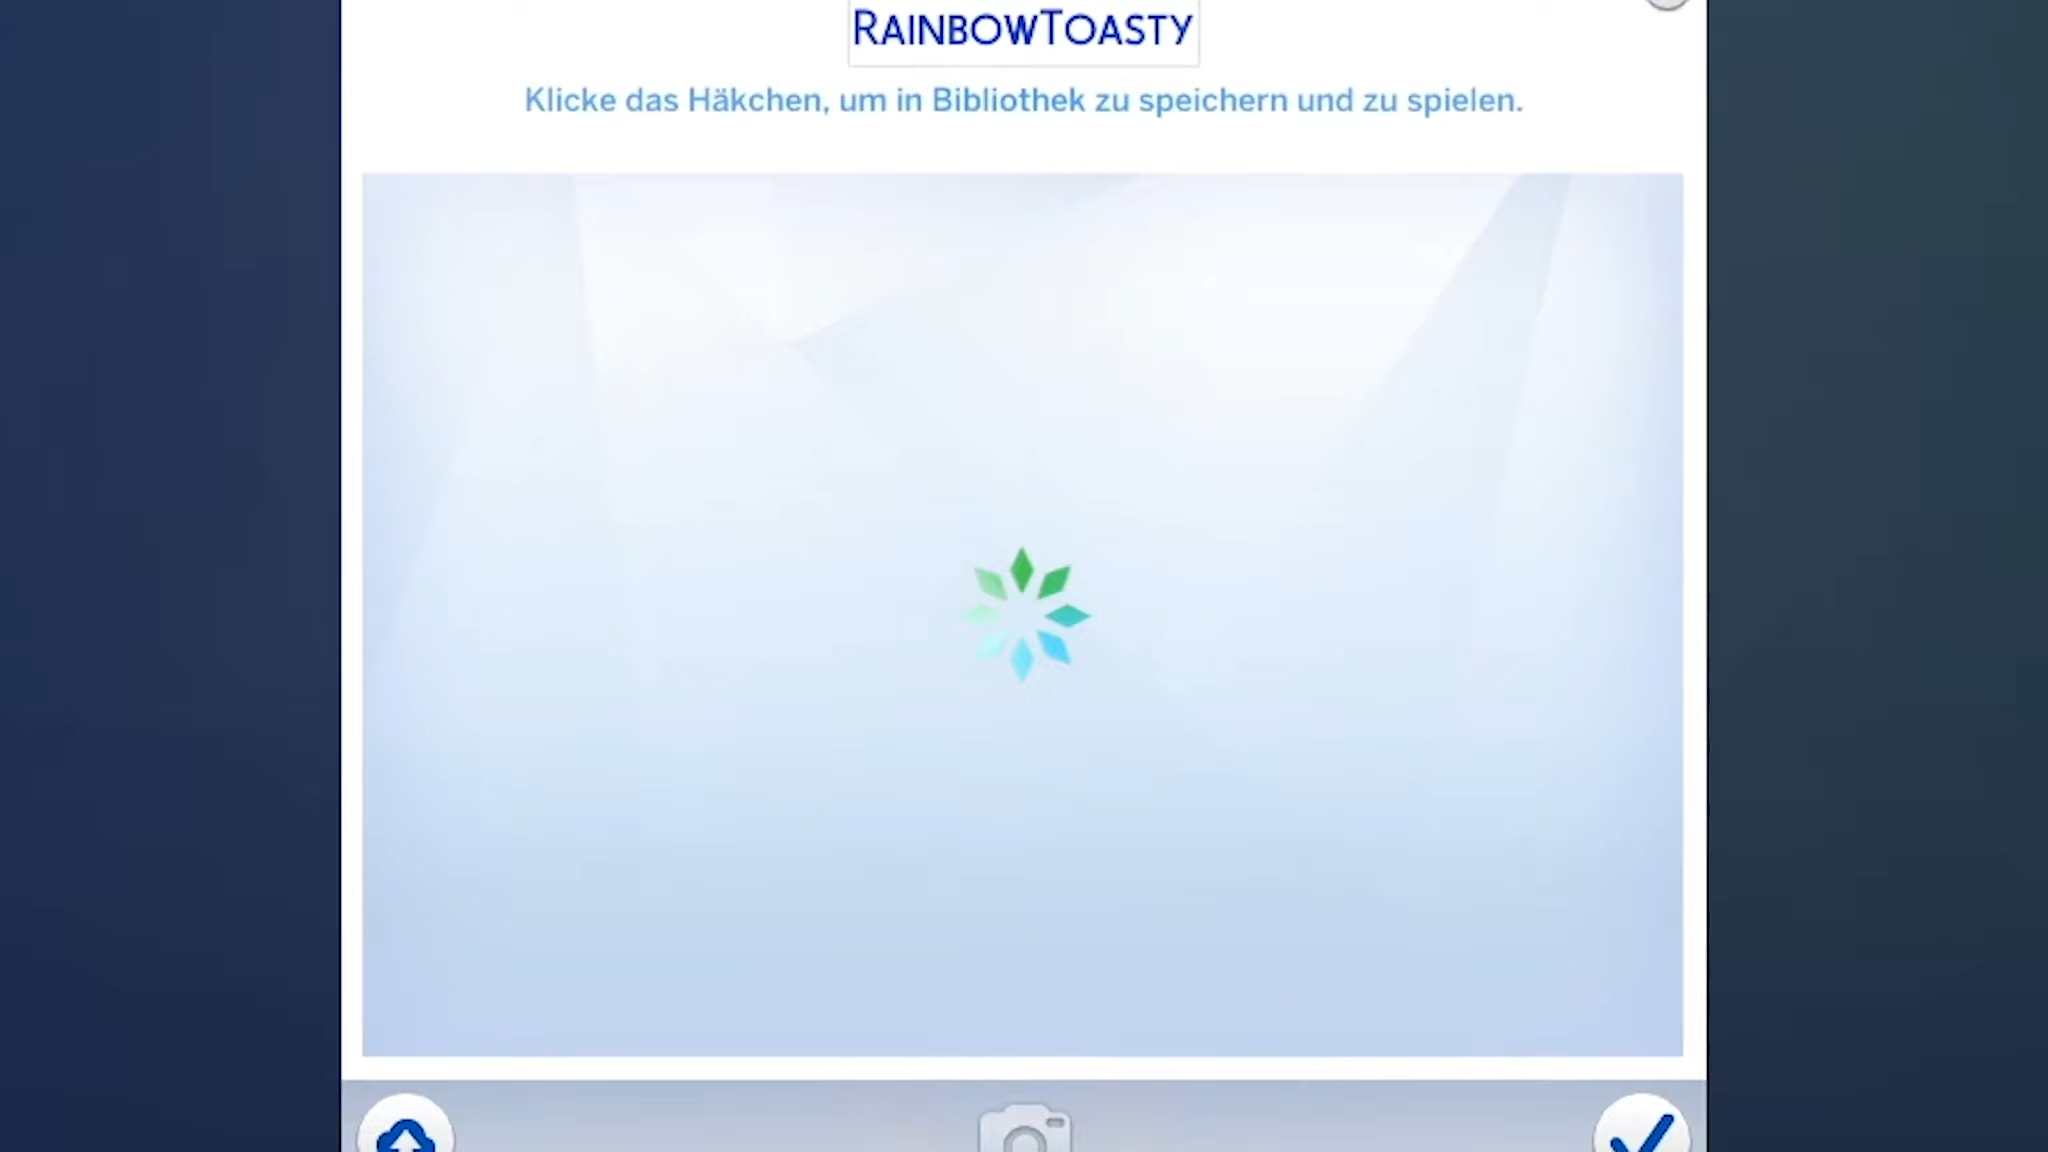 RAINBOWTOASTY
Klicke das Häkchen, um in Bibliothek zu speichern und zu spielen.